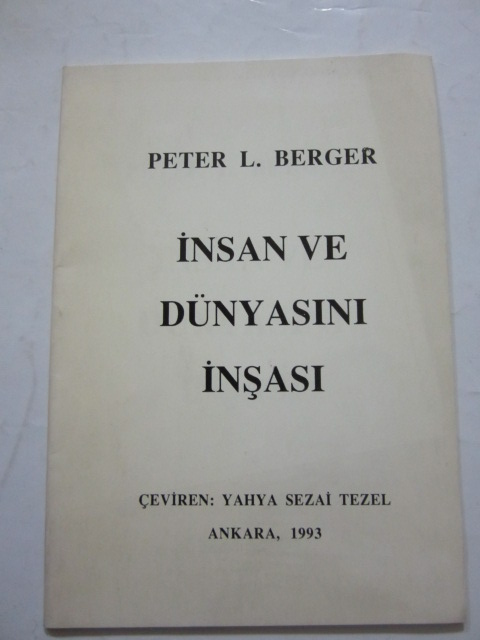 PETER L. BERGER
İNSAN VE
DÜNYASINI
İNŞASI
ÇEVİREN: YAHYA SEZAİ TEZEL
ANKARA, 1993